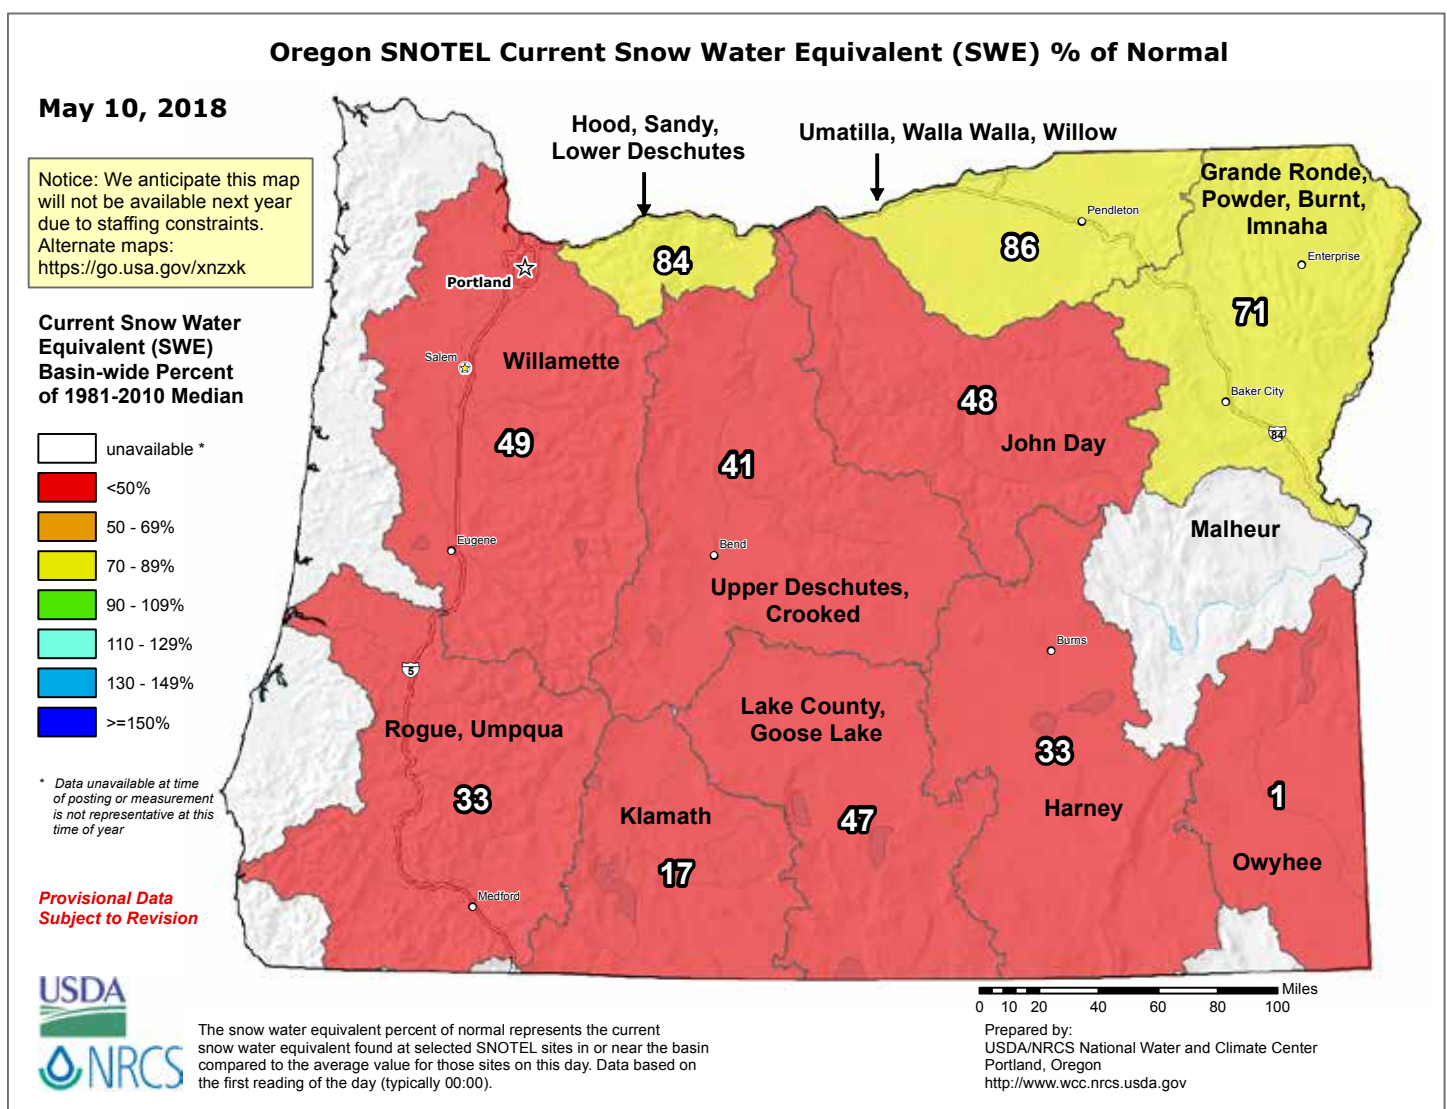 Oregon SNOTEL Current Snow Water Equivalent (SWE) % of Normal
May 10, 2018
Notice: We anticipate this map
will not be available next year
due to staffing constraints.
Alternate maps:
https://go.usa.gov/xnzxk
Current Snow Water
Equivalent (SWE)
Basin-wide Percent
of 1981-2010 Median
unavailable *
<50%
50 - 69%
70 - 89%
90 - 109%
110 - 129%
130 - 149%
>=150%
* Data unavailable at time
of posting or measurement
is not representative at this
time of year
Provisional Data
Subject to Revision
Hood, Sandy,
Lower Deschutes
84
Umatilla, Walla Walla, Willow
Pendleton
86
Grande Ronde,
Powder, Burnt,
Imnaha
Enterprise
71
Baker City
84
Portland
Salem
Willamette
49
Eugene
41
Bend
Upper Deschutes,
Crooked
48
John Day
Malheur
Burns
33
Harney
1
Owyhee
5
Rogue, Umpqua
33
Medford
Klamath
17
Lake County,
Goose Lake
47
USDA
NRCS
The snow water equivalent percent of normal represents the current
snow water equivalent found at selected SNOTEL sites in or near the basin
compared to the average value for those sites on this day. Data based on
the first reading of the day (typically 00:00).
Miles
0 10 20 40 60 80 100
Prepared by:
USDA/NRCS National Water and Climate Center
Portland, Oregon
http://www.wcc.nrcs.usda.gov